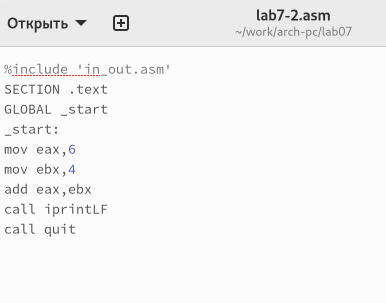 Открыть
lab7-2.asm
~/work/arch-pc/lab07
%include 'in_out.asm'
SECTION .text
GLOBAL _start
_start:
mov eax,6
mov ebx,4
add eax,ebx
call iprintLF
call quit